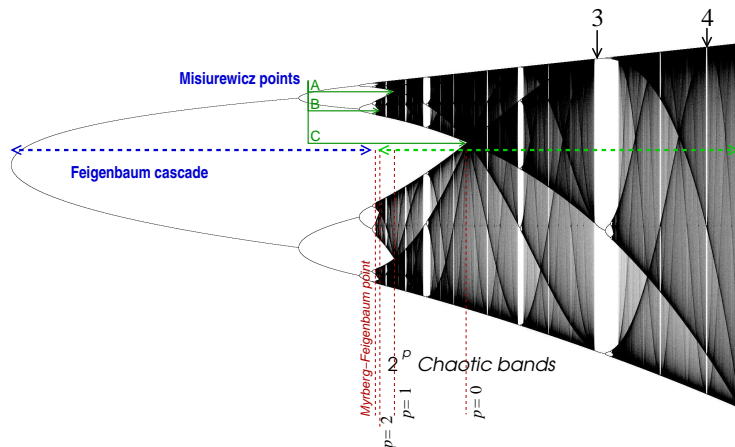 3
4
Misiurewicz points
A
B
C
Feigenbaum cascade
Myrberg–Feigenbaum point
2^p Chaotic bands
p= 2
p= 1
p= 0